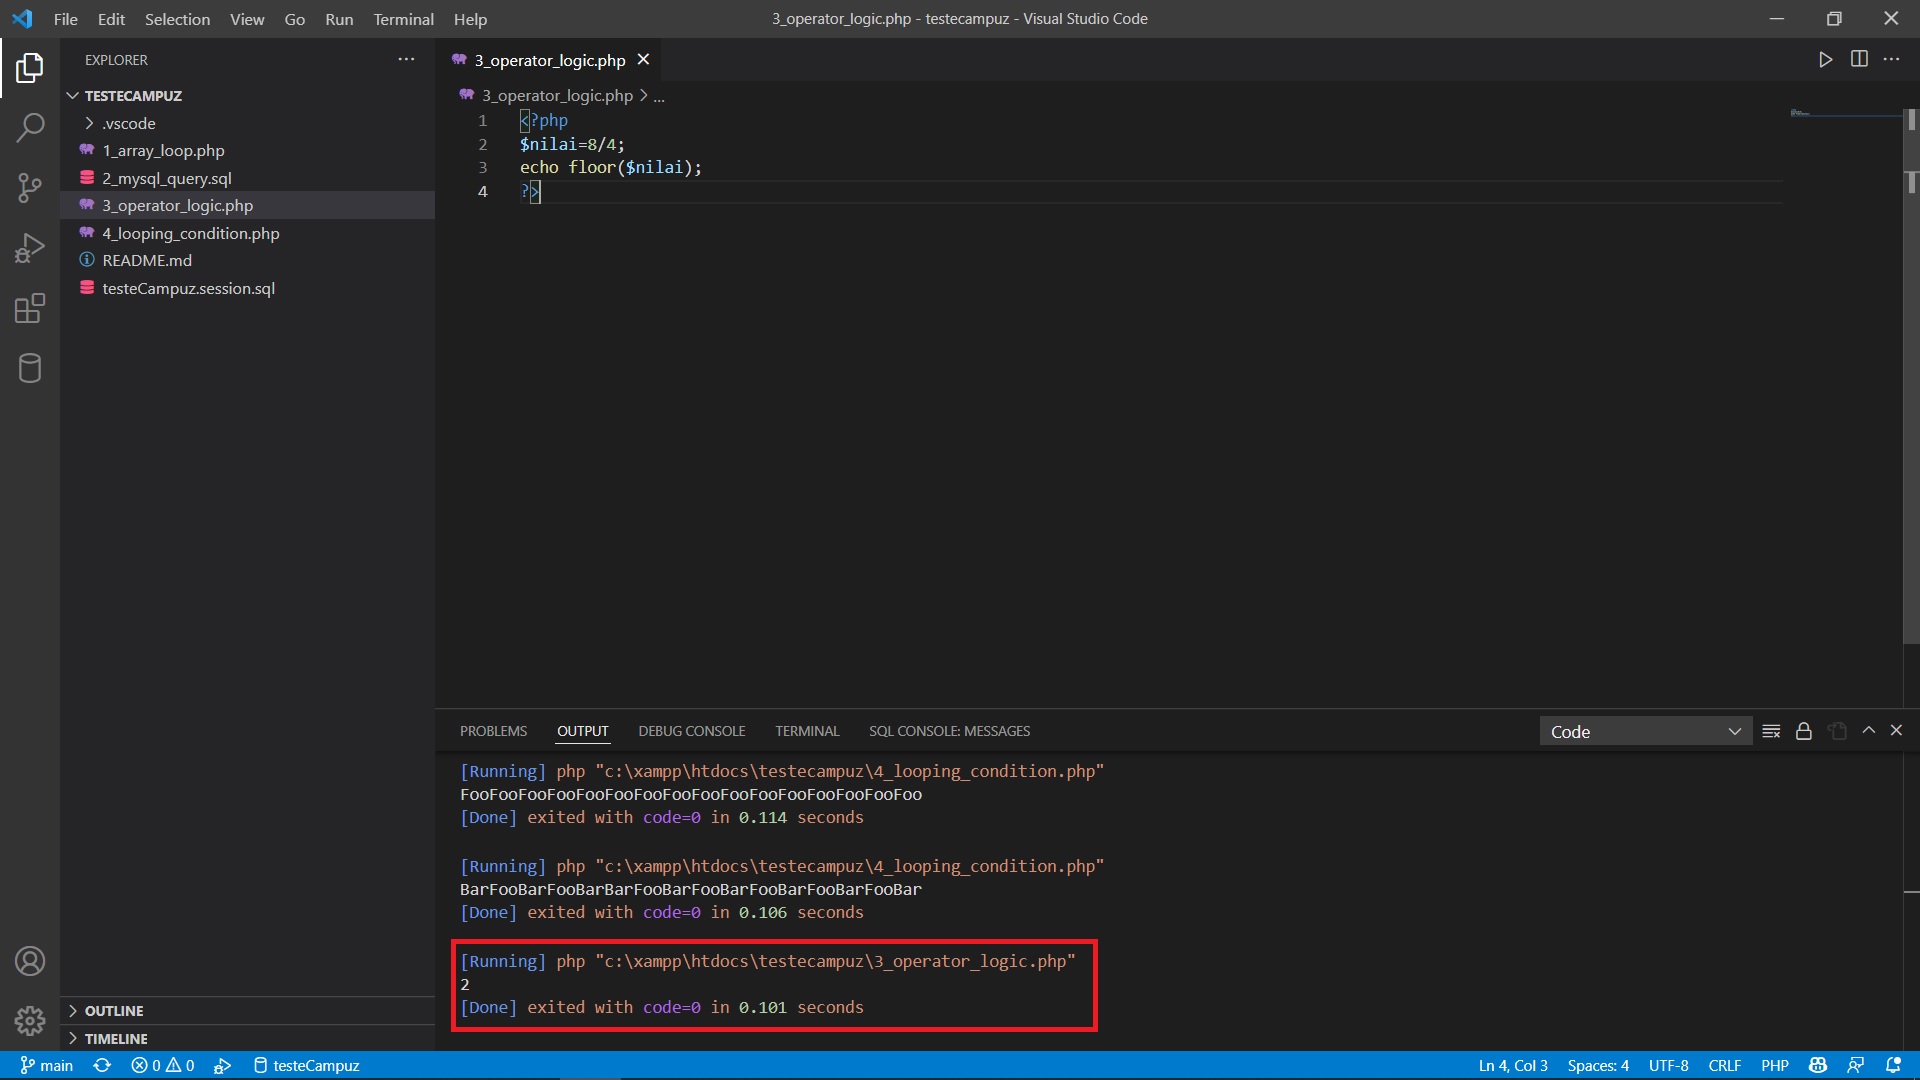 File Edit Selection View Go Run Terminal Help
3_operator_logic.php - testecampuz - Visual Studio Code
EXPLORER
TESTECAMPUZ
.vscode
1_array_loop.php
2_mysql_query.sql
3_operator_logic.php
4_looping_condition.php
README.md
testeCampuz.session.sql
OUTLINE
TIMELINE
3_operator_logic.php
3_operator_logic.php > ...
1 <?php
2 $nilai=8/4;
3 echo floor($nilai);
4 ?>
PROBLEMS OUTPUT DEBUG CONSOLE TERMINAL SQL CONSOLE: MESSAGES
Code
[Running] php "c:\xampp\htdocs\testecampuz\4_looping_condition.php"
FooFooFooFooFooFooFooFooFooFooFooFooFooFooFooFoo
[Done] exited with code=0 in 0.114 seconds
[Running] php "c:\xampp\htdocs\testecampuz\4_looping_condition.php"
BarFooBarFooBarBarFooBarFooBarFooBarFooBarFooBar
[Done] exited with code=0 in 0.106 seconds
[Running] php "c:\xampp\htdocs\testecampuz\3_operator_logic.php"
2
[Done] exited with code=0 in 0.101 seconds
main 0 0 testeCampuz
Ln 4, Col 3 Spaces: 4 UTF-8 CRLF PHP